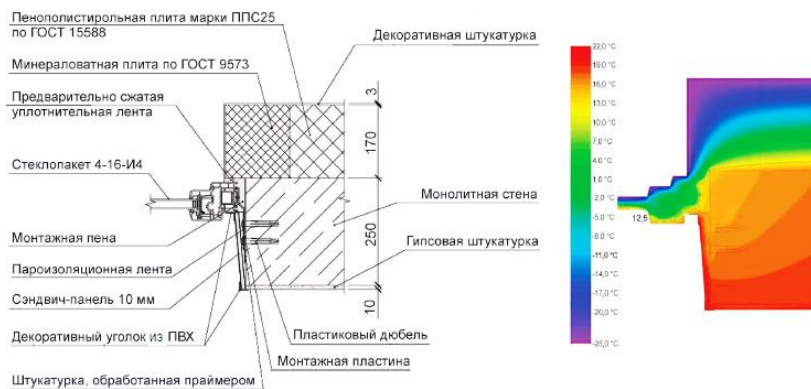 Пенополистирольная плита марки ППС25
по ГОСТ 15588
Минераловатная плита по ГОСТ 9573
Предварительно сжатая
уплотнительная лента
Стеклопакет 4-16-И4
Монтажная пена
Пароизоляционная лента
Сэндвич-панель 10 мм
Декоративный уголок из ПВХ
Штукатурка, обработанная праймером
Декоративная штукатурка
Монолитная стена
Гипсовая штукатурка
Пластиковый дюбель
Монтажная пластина
3
170
250
10
22,0 °C
19,0 °C
16,0 °C
13,0 °C
10,0 °C
7,0 °C
4,0 °C
1,0 °C
-2,0 °C
-5,0 °C
-8,0 °C
-11,0 °C
-14,0 °C
-17,0 °C
-20,0 °C
-25,0 °C
12,5